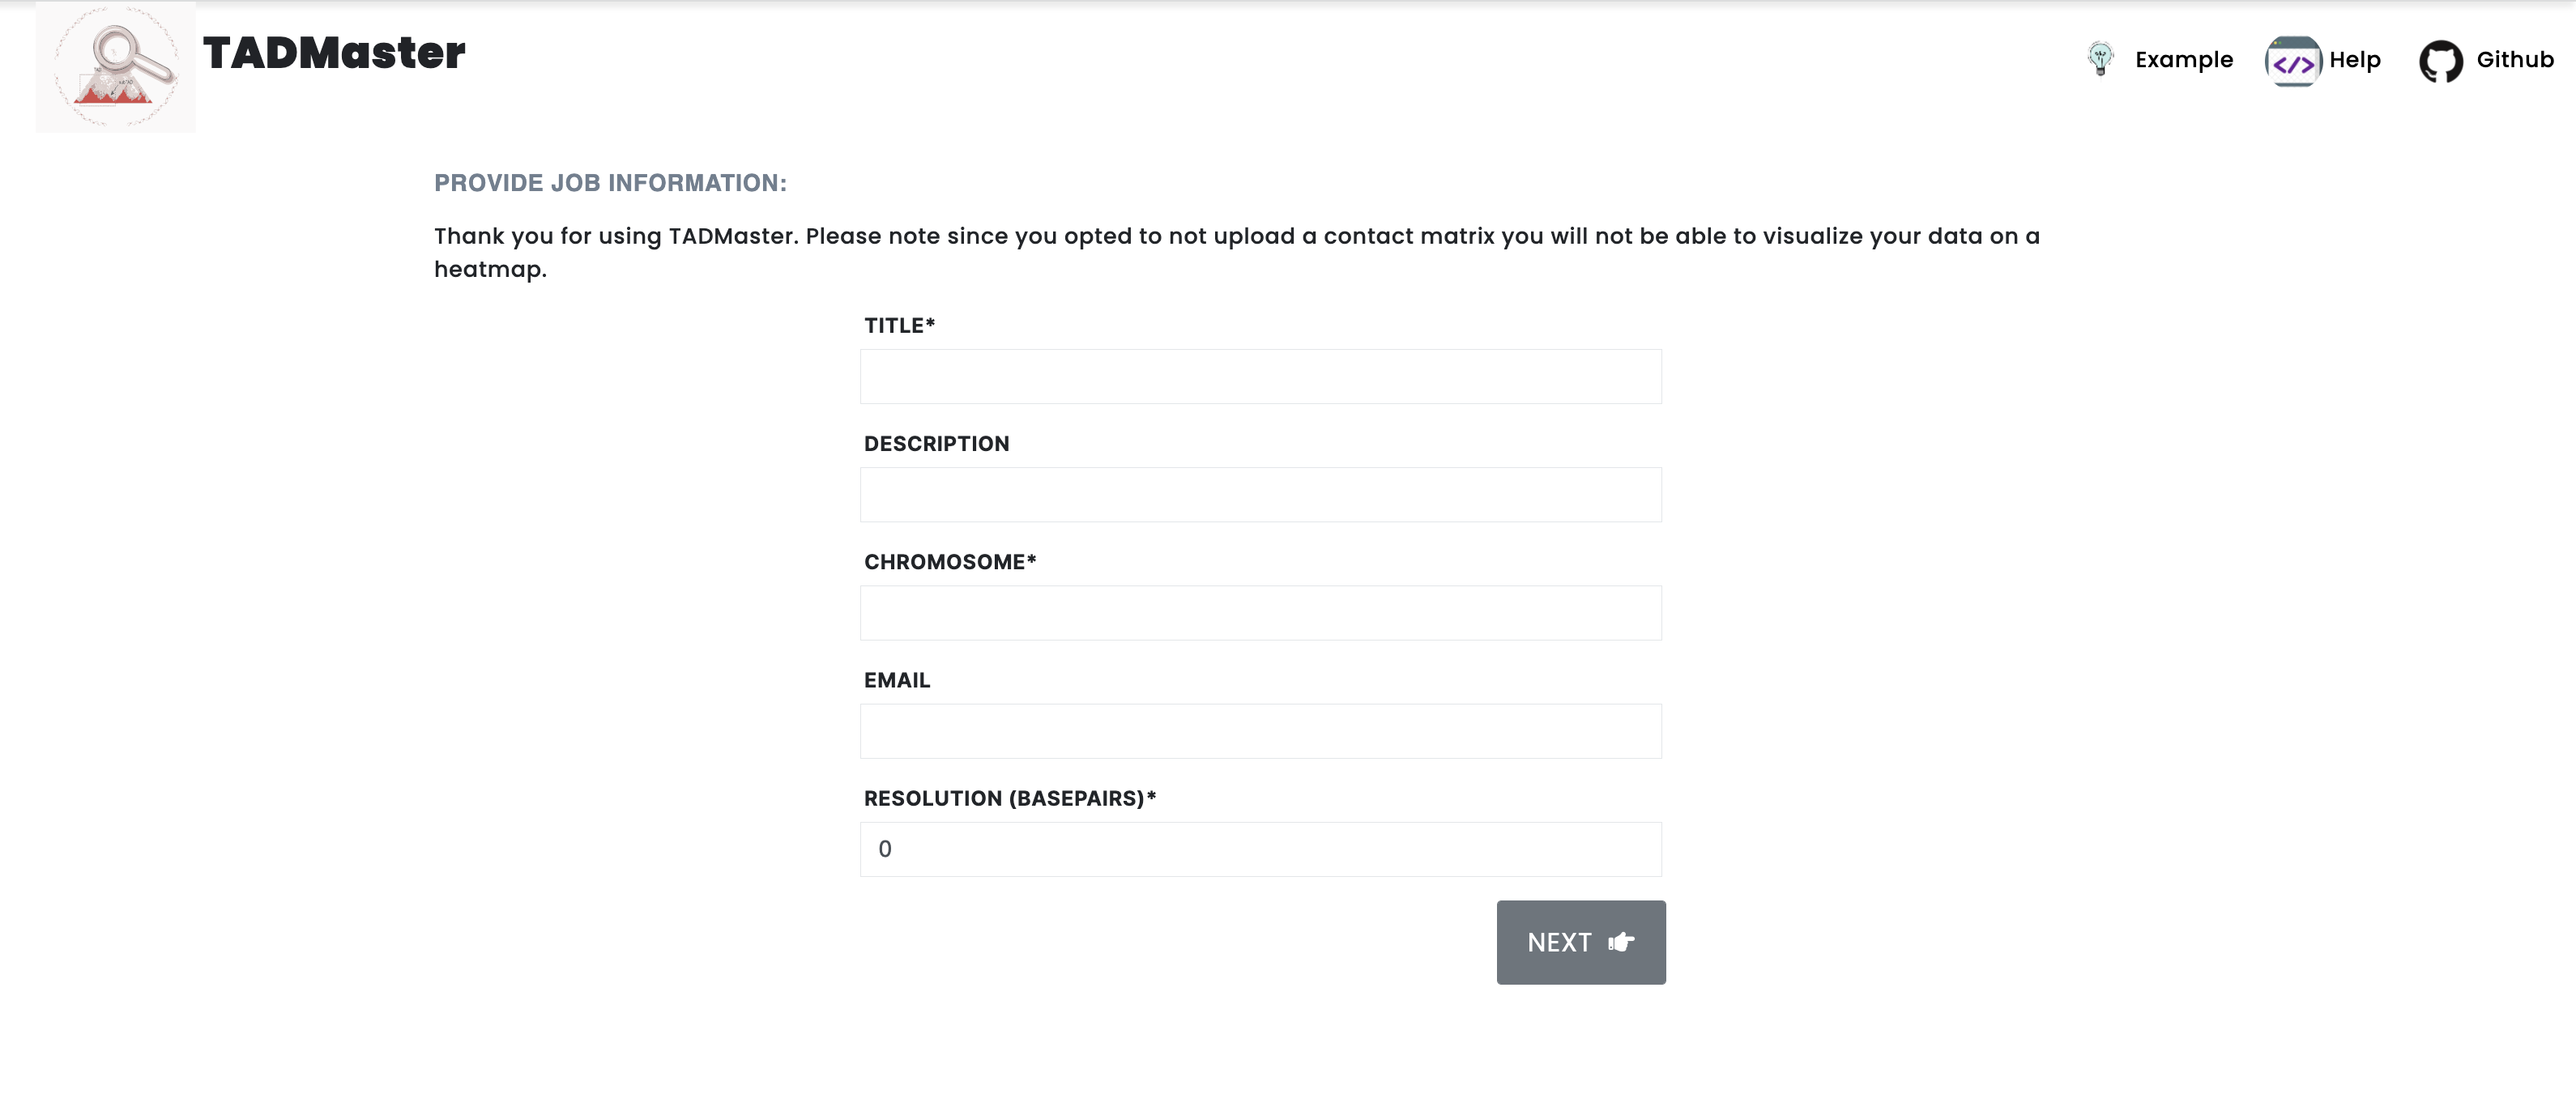 TADMaster
Example
</>
Help
Github
PROVIDE JOB INFORMATION:
Thank you for using TADMaster. Please note since you opted to not upload a contact matrix you will not be able to visualize your data on a
heatmap.
TITLE*
DESCRIPTION
CHROMOSOME*
EMAIL
RESOLUTION (BASEPAIRS)*
0
NEXT